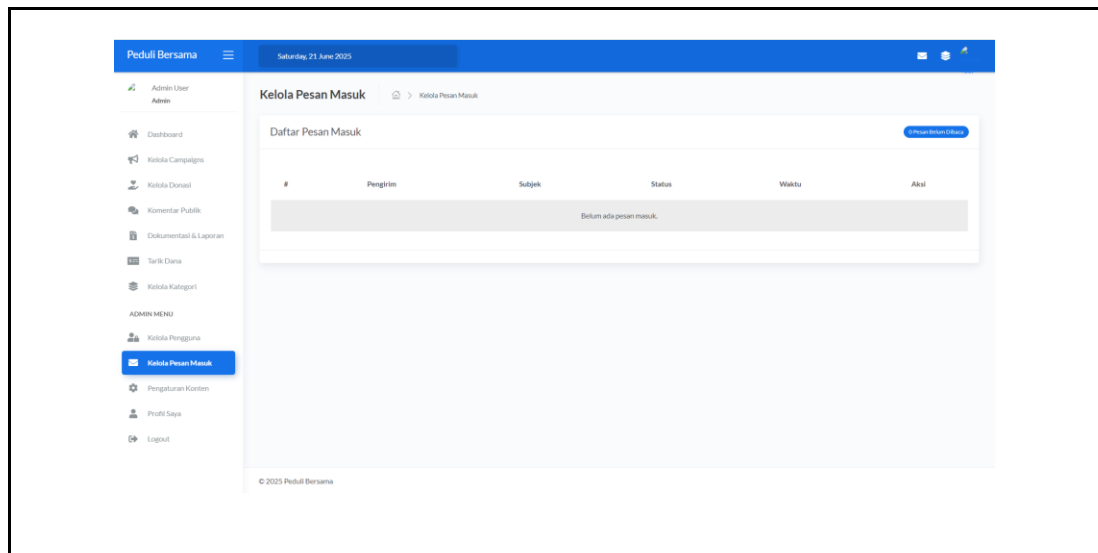 Peduli Bersama
Saturday, 21 June 2025
Admin User
Admin
Dashboard
Kelola Campaigns
Kelola Donasi
Komentar Publik
Dokumentasi & Laporan
Tarik Dana
Kelola Kategori
ADMIN MENU
Kelola Pengguna
Kelola Pesan Masuk
Pengaturan Konten
Profil Saya
Logout
Kelola Pesan Masuk > Kelola Pesan Masuk
Daftar Pesan Masuk
0 Pesan Belum Dibaca
# Pengirim Subjek Status Waktu Aksi
Belum ada pesan masuk.
© 2025 Peduli Bersama